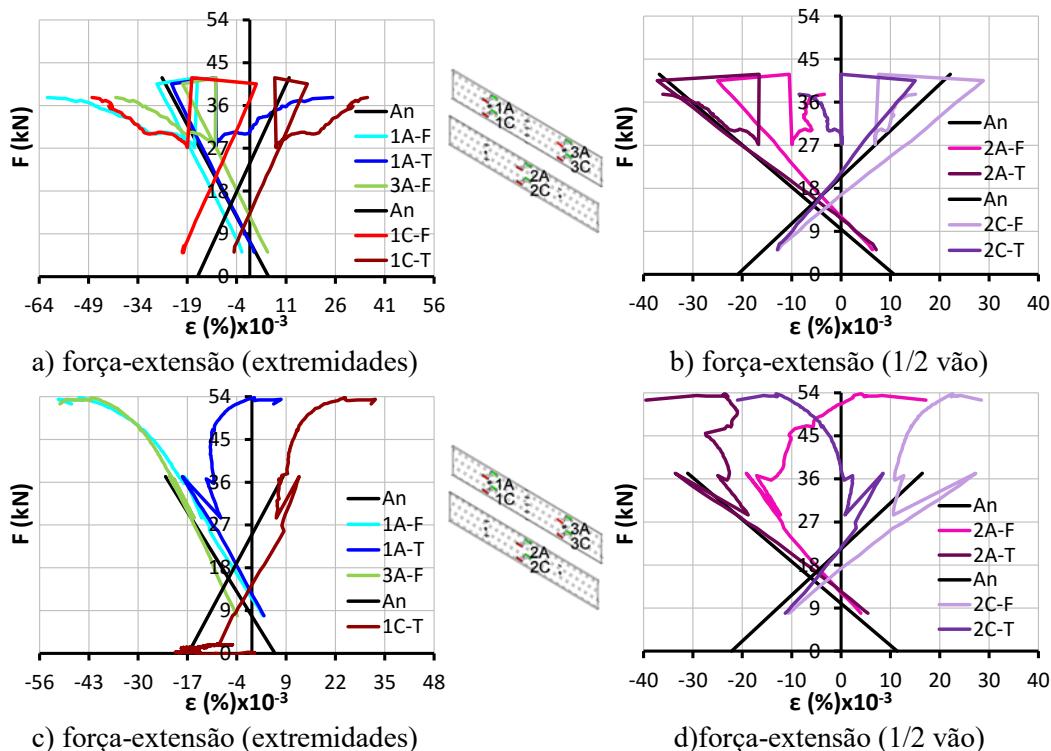 54
45
36
27
18
9
0
F (kN)
-64 -49 -34 -19 -4 11 26 41 56
ε (%)x10⁻³
An
1A-F
1A-T
3A-F
An
1C-F
1C-T
a) força-extensão (extremidades)
1A
1C
3A
3C
2A
2C
54
45
36
27
18
9
0
F (kN)
-40 -30 -20 -10 0 10 20 30 40
ε (%)x10⁻³
An
2A-F
2A-T
An
2C-F
2C-T
b) força-extensão (1/2 vão)
54
45
36
27
18
9
0
F (kN)
-56 -43 -30 -17 -4 9 22 35 48
ε (%)x10⁻³
An
1A-F
1A-T
3A-F
An
1C-T
c) força-extensão (extremidades)
1A
1C
3A
3C
2A
2C
54
45
36
27
18
9
0
F (kN)
-40 -30 -20 -10 0 10 20 30 40
ε (%)x10⁻³
An
2A-F
2A-T
An
2C-F
2C-T
d)força-extensão (1/2 vão)